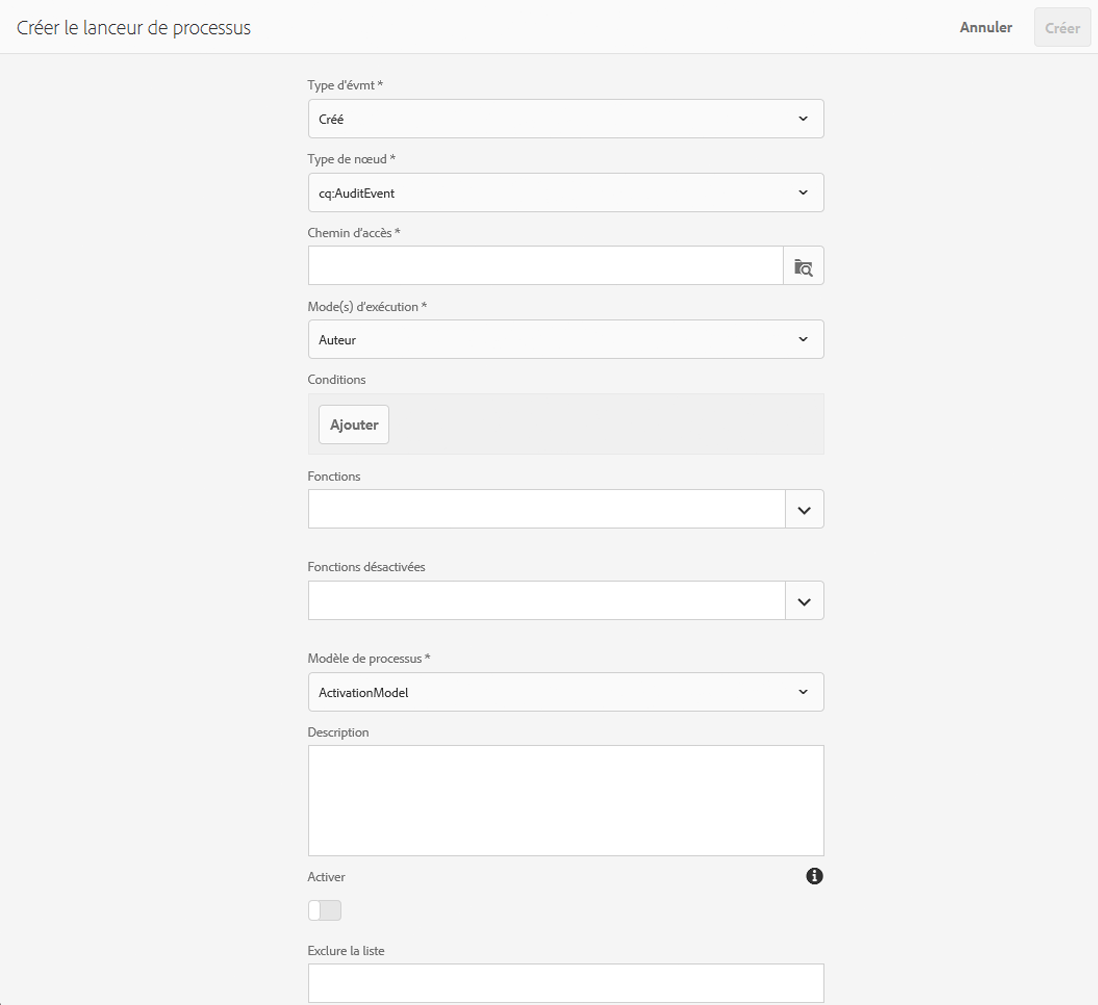 Créer le lanceur de processus
Annuler
Créer
Type d'évmt *
Créé
Type de nœud *
cq:AuditEvent
Chemin d'accès *
Mode(s) d'exécution *
Auteur
Conditions
Ajouter
Fonctions
Fonctions désactivées
Modèle de processus *
ActivationModel
Description
Activer
Exclure la liste